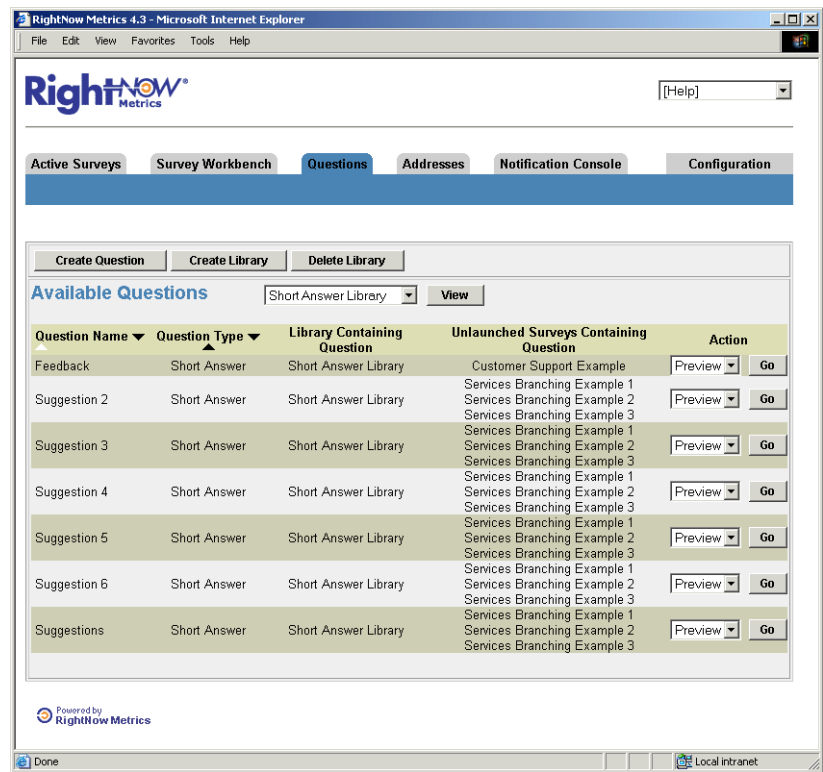 RightNow Metrics 4.3 - Microsoft Internet Explorer
File Edit View Favorites Tools Help
RightNOW®
Metrics
[Help]
Active Surveys Survey Workbench Questions Addresses Notification Console Configuration
Create Question Create Library Delete Library
Available Questions Short Answer Library View
Question Name Question Type Library Containing Question Unlaunched Surveys Containing Question Action
Feedback Short Answer Short Answer Library Customer Support Example Preview Go
Services Branching Example 1
Suggestion 2 Short Answer Short Answer Library Services Branching Example 2 Preview Go
Services Branching Example 3
Services Branching Example 1
Suggestion 3 Short Answer Short Answer Library Services Branching Example 2 Preview Go
Services Branching Example 3
Services Branching Example 1
Suggestion 4 Short Answer Short Answer Library Services Branching Example 2 Preview Go
Services Branching Example 3
Services Branching Example 1
Suggestion 5 Short Answer Short Answer Library Services Branching Example 2 Preview Go
Services Branching Example 3
Services Branching Example 1
Suggestion 6 Short Answer Short Answer Library Services Branching Example 2 Preview Go
Services Branching Example 3
Services Branching Example 1
Suggestions Short Answer Short Answer Library Services Branching Example 2 Preview Go
Services Branching Example 3
Powered by
RightNow Metrics
Done Local intranet